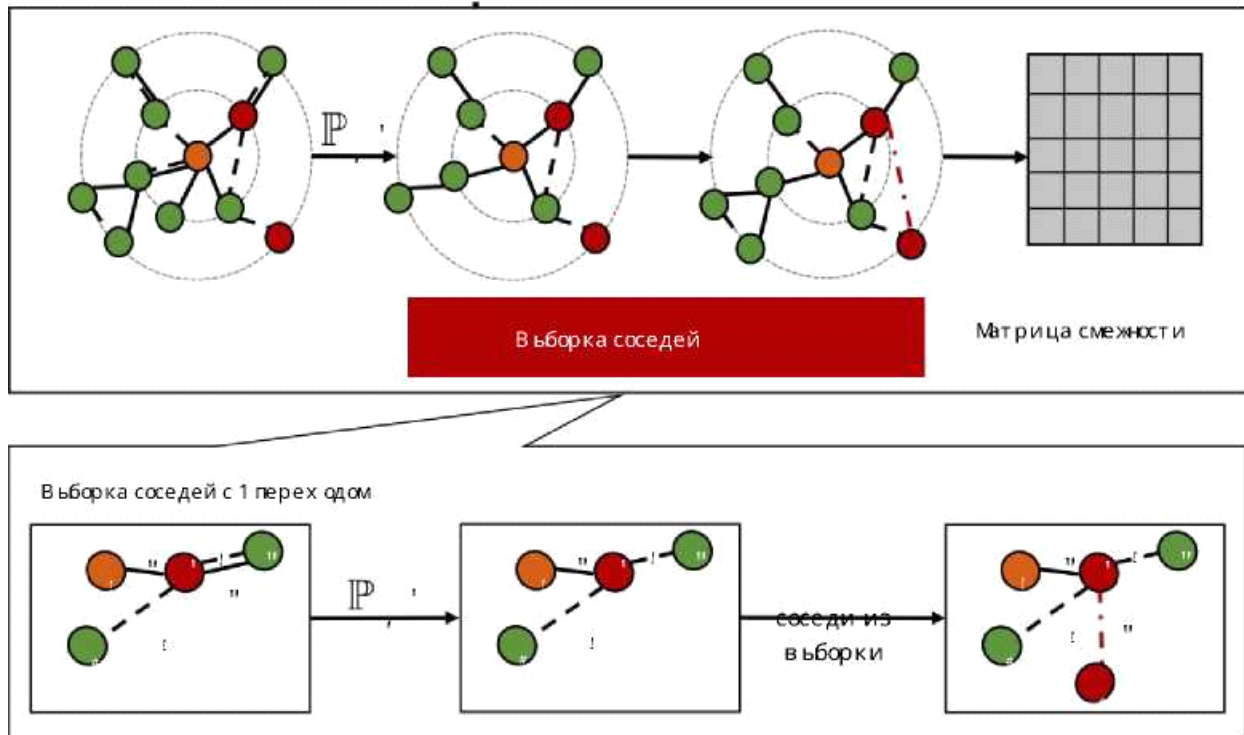 ℙ , '
Выборка соседей
Матрица смежности
Выборка соседей с 1 переходом
" ! " ' " ! #
ℙ , '
" ! " ! #
соседи из
выборки
" ! " ! " #